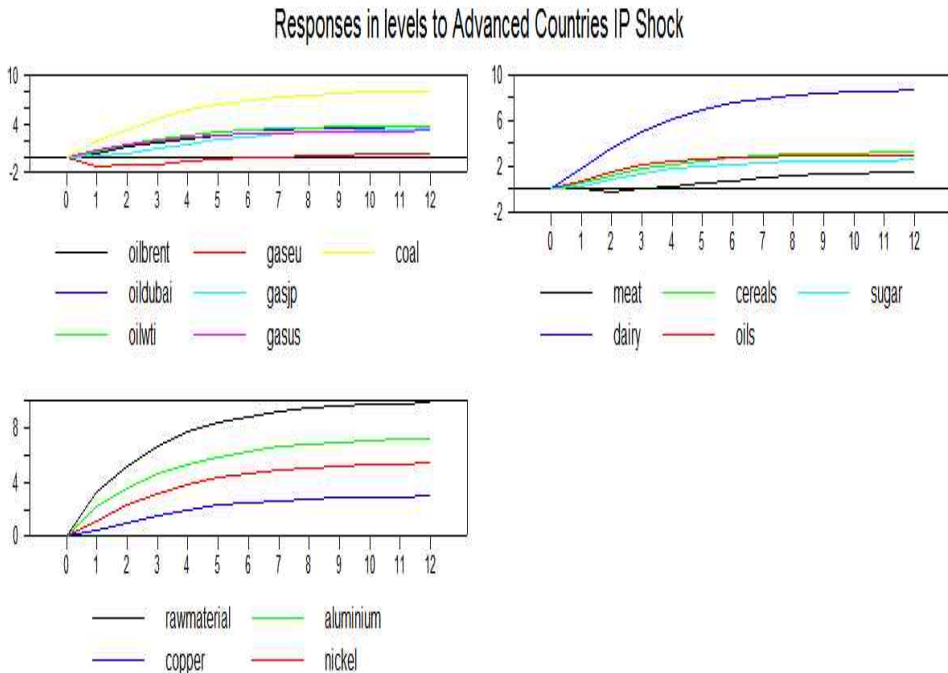 Responses in levels to Advanced Countries IP Shock
10
4
-2
0 1 2 3 4 5 6 7 8 9 10 11 12
oilbrent gaseu coal
oildubai gasjp
oilwti gasus
10
6
2
-2
0 1 2 3 4 5 6 7 8 9 10 11 12
meat cereals sugar
dairy oils
8
4
0
0 1 2 3 4 5 6 7 8 9 10 11 12
rawmaterial aluminium
copper nickel